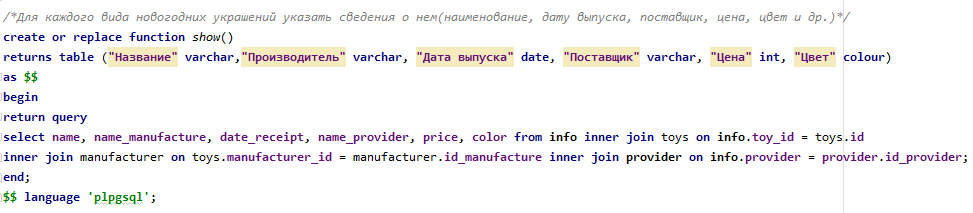 /*Для каждого вида новогодних украшений указать сведения о нем(наименование, дату выпуска, поставщик, цена, цвет и др.)*/
create or replace function show()
returns table ("Название" varchar,"Производитель" varchar, "Дата выпуска" date, "Поставщик" varchar, "Цена" int, "Цвет" colour)
as $$
begin
return query
select name, name_manufacture, date_receipt, name_provider, price, color from info inner join toys on info.toy_id = toys.id
inner join manufacturer on toys.manufacturer_id = manufacturer.id_manufacture inner join provider on info.provider = provider.id_provider;
end;
$$ language 'plpgsql';